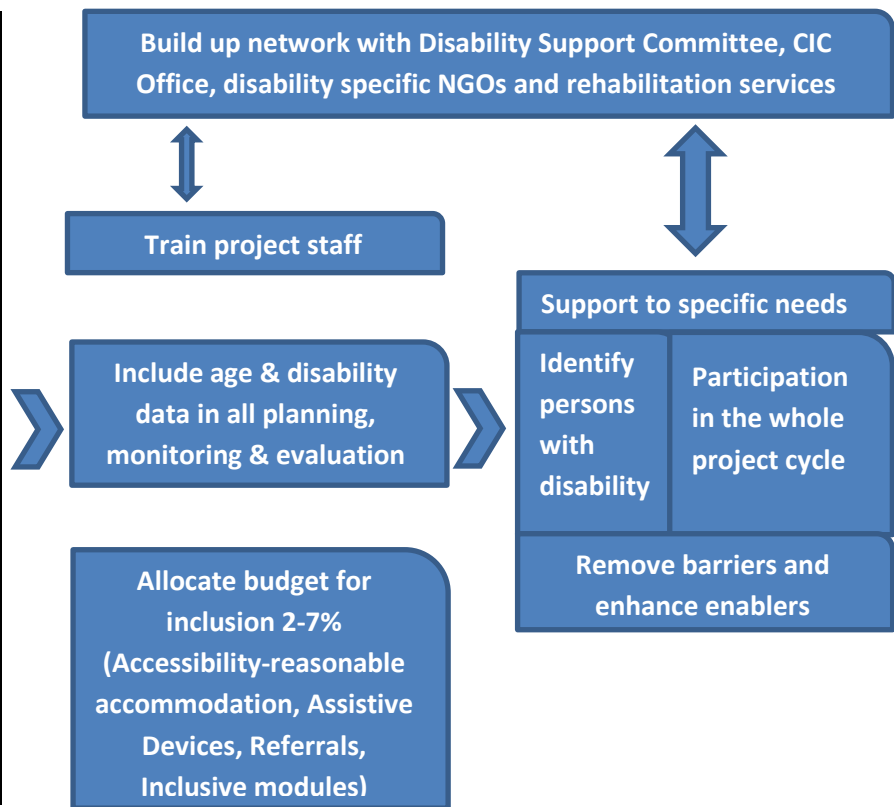 Build up network with Disability Support Committee, CIC
Office, disability specific NGOs and rehabilitation services
Train project staff
Include age & disability
data in all planning,
monitoring & evaluation
Allocate budget for
inclusion 2-7%
(Accessibility-reasonable
accommodation, Assistive
Devices, Referrals,
Inclusive modules)
Support to specific needs
Identify
persons
with
disability
Participation
in the whole
project cycle
Remove barriers and
enhance enablers